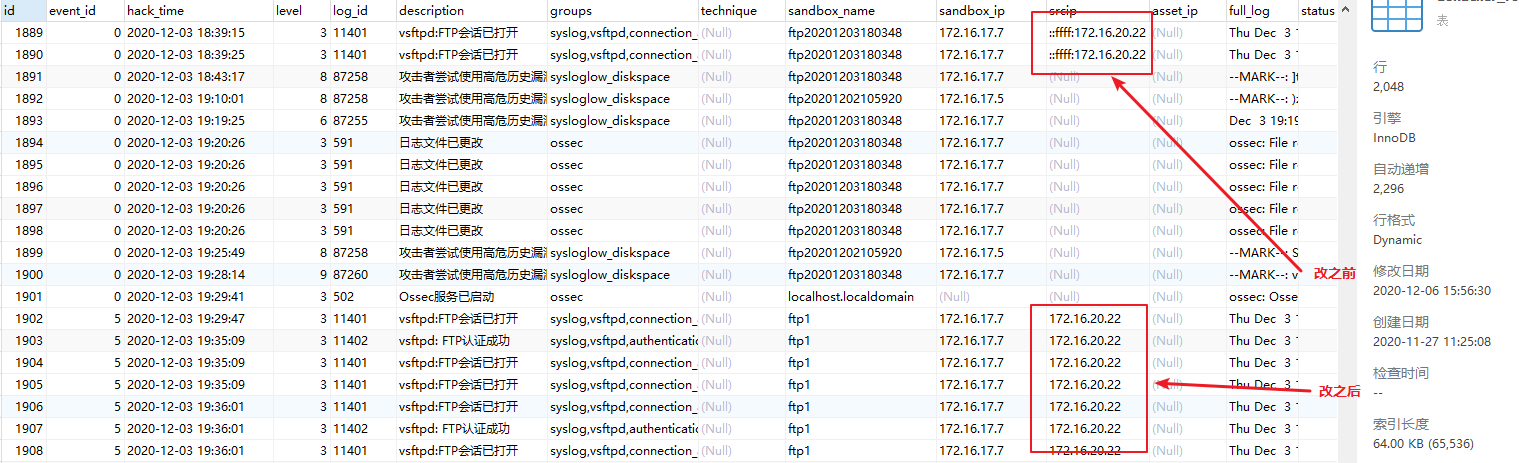 id event_id hack_time level log_id description groups technique sandbox_name sandbox_ip srcip asset_ip full_log status
1889 0 2020-12-03 18:39:15 3 11401 vsftpd:FTP会话已打开 syslog,vsftpd,connection_ (Null) ftp20201203180348 172.16.17.7 ::ffff:172.16.20.22 (Null) Thu Dec 3
1890 0 2020-12-03 18:39:15 3 11401 vsftpd:FTP会话已打开 syslog,vsftpd,connection_ (Null) ftp20201203180348 172.16.17.7 ::ffff:172.16.20.22 (Null) Thu Dec 3
1891 0 2020-12-03 18:43:17 8 87258 攻击者尝试使用高危历史漏 sysloglow_diskspace (Null) ftp20201203180348 172.16.17.7 (Null) (Null) --MARK--: ]t
1892 0 2020-12-03 19:10:01 8 87258 攻击者尝试使用高危历史漏 sysloglow_diskspace (Null) ftp20201202105920 172.16.17.5 (Null) (Null) --MARK--: );
1893 0 2020-12-03 19:19:25 6 87255 攻击者尝试使用高危历史漏 sysloglow_diskspace (Null) ftp20201203180348 172.16.17.7 (Null) (Null) Dec 3 19:19
1894 0 2020-12-03 19:20:26 3 591 日志文件已更改 ossec (Null) ftp20201203180348 172.16.17.7 (Null) (Null) ossec: File r
1895 0 2020-12-03 19:20:26 3 591 日志文件已更改 ossec (Null) ftp20201203180348 172.16.17.7 (Null) (Null) ossec: File r
1896 0 2020-12-03 19:20:26 3 591 日志文件已更改 ossec (Null) ftp20201203180348 172.16.17.7 (Null) (Null) ossec: File r
1897 0 2020-12-03 19:20:26 3 591 日志文件已更改 ossec (Null) ftp20201203180348 172.16.17.7 (Null) (Null) ossec: File r
1898 0 2020-12-03 19:20:26 3 591 日志文件已更改 ossec (Null) ftp20201203180348 172.16.17.7 (Null) (Null) ossec: File r
1899 0 2020-12-03 19:25:49 8 87258 攻击者尝试使用高危历史漏 sysloglow_diskspace (Null) ftp20201202105920 172.16.17.5 (Null) (Null) --MARK--: S
1900 0 2020-12-03 19:28:14 9 87260 攻击者尝试使用高危历史漏 sysloglow_diskspace (Null) ftp20201203180348 172.16.17.7 (Null) (Null) --MARK--: v
1901 0 2020-12-03 19:29:41 3 502 Ossec服务已启动 ossec (Null) localhost.localdomain (Null) (Null) (Null) ossec: Osse
1902 5 2020-12-03 19:29:47 3 11401 vsftpd:FTP会话已打开 syslog,vsftpd,connection_ (Null) ftp1 172.16.17.7 172.16.20.22 (Null) Thu Dec 3
1903 5 2020-12-03 19:35:09 3 11402 vsftpd: FTP认证成功 syslog,vsftpd,authenticatic (Null) ftp1 172.16.17.7 172.16.20.22 (Null) Thu Dec 3
1904 5 2020-12-03 19:35:09 3 11401 vsftpd:FTP会话已打开 syslog,vsftpd,connection_ (Null) ftp1 172.16.17.7 172.16.20.22 (Null) Thu Dec 3
1905 5 2020-12-03 19:35:09 3 11401 vsftpd:FTP会话已打开 syslog,vsftpd,connection_ (Null) ftp1 172.16.17.7 172.16.20.22 (Null) Thu Dec 3
1906 5 2020-12-03 19:36:01 3 11401 vsftpd:FTP会话已打开 syslog,vsftpd,connection_ (Null) ftp1 172.16.17.7 172.16.20.22 (Null) Thu Dec 3
1907 5 2020-12-03 19:36:01 3 11402 vsftpd: FTP认证成功 syslog,vsftpd,authenticatic (Null) ftp1 172.16.17.7 172.16.20.22 (Null) Thu Dec 3
1908 5 2020-12-03 19:36:01 3 11401 vsftpd:FTP会话已打开 syslog,vsftpd,connection_ (Null) ftp1 172.16.17.7 172.16.20.22 (Null) Thu Dec 3
改之前
改之后
表
行
2,048
引擎
InnoDB
自动递增
2,296
行格式
Dynamic
修改日期
2020-12-06 15:56:30
创建日期
2020-11-27 11:25:08
检查时间
--
索引长度
64.00 KB (65,536)